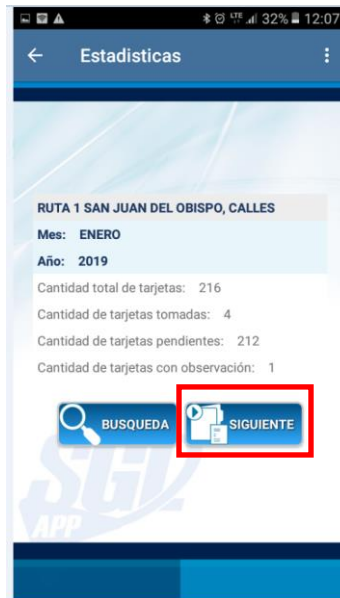 LTE 32% 12:07
Estadisticas
RUTA 1 SAN JUAN DEL OBISPO, CALLES
Mes: ENERO
Año: 2019
Cantidad total de tarjetas: 216
Cantidad de tarjetas tomadas: 4
Cantidad de tarjetas pendientes: 212
Cantidad de tarjetas con observación: 1
BUSQUEDA SIGUIENTE
SGL
APP